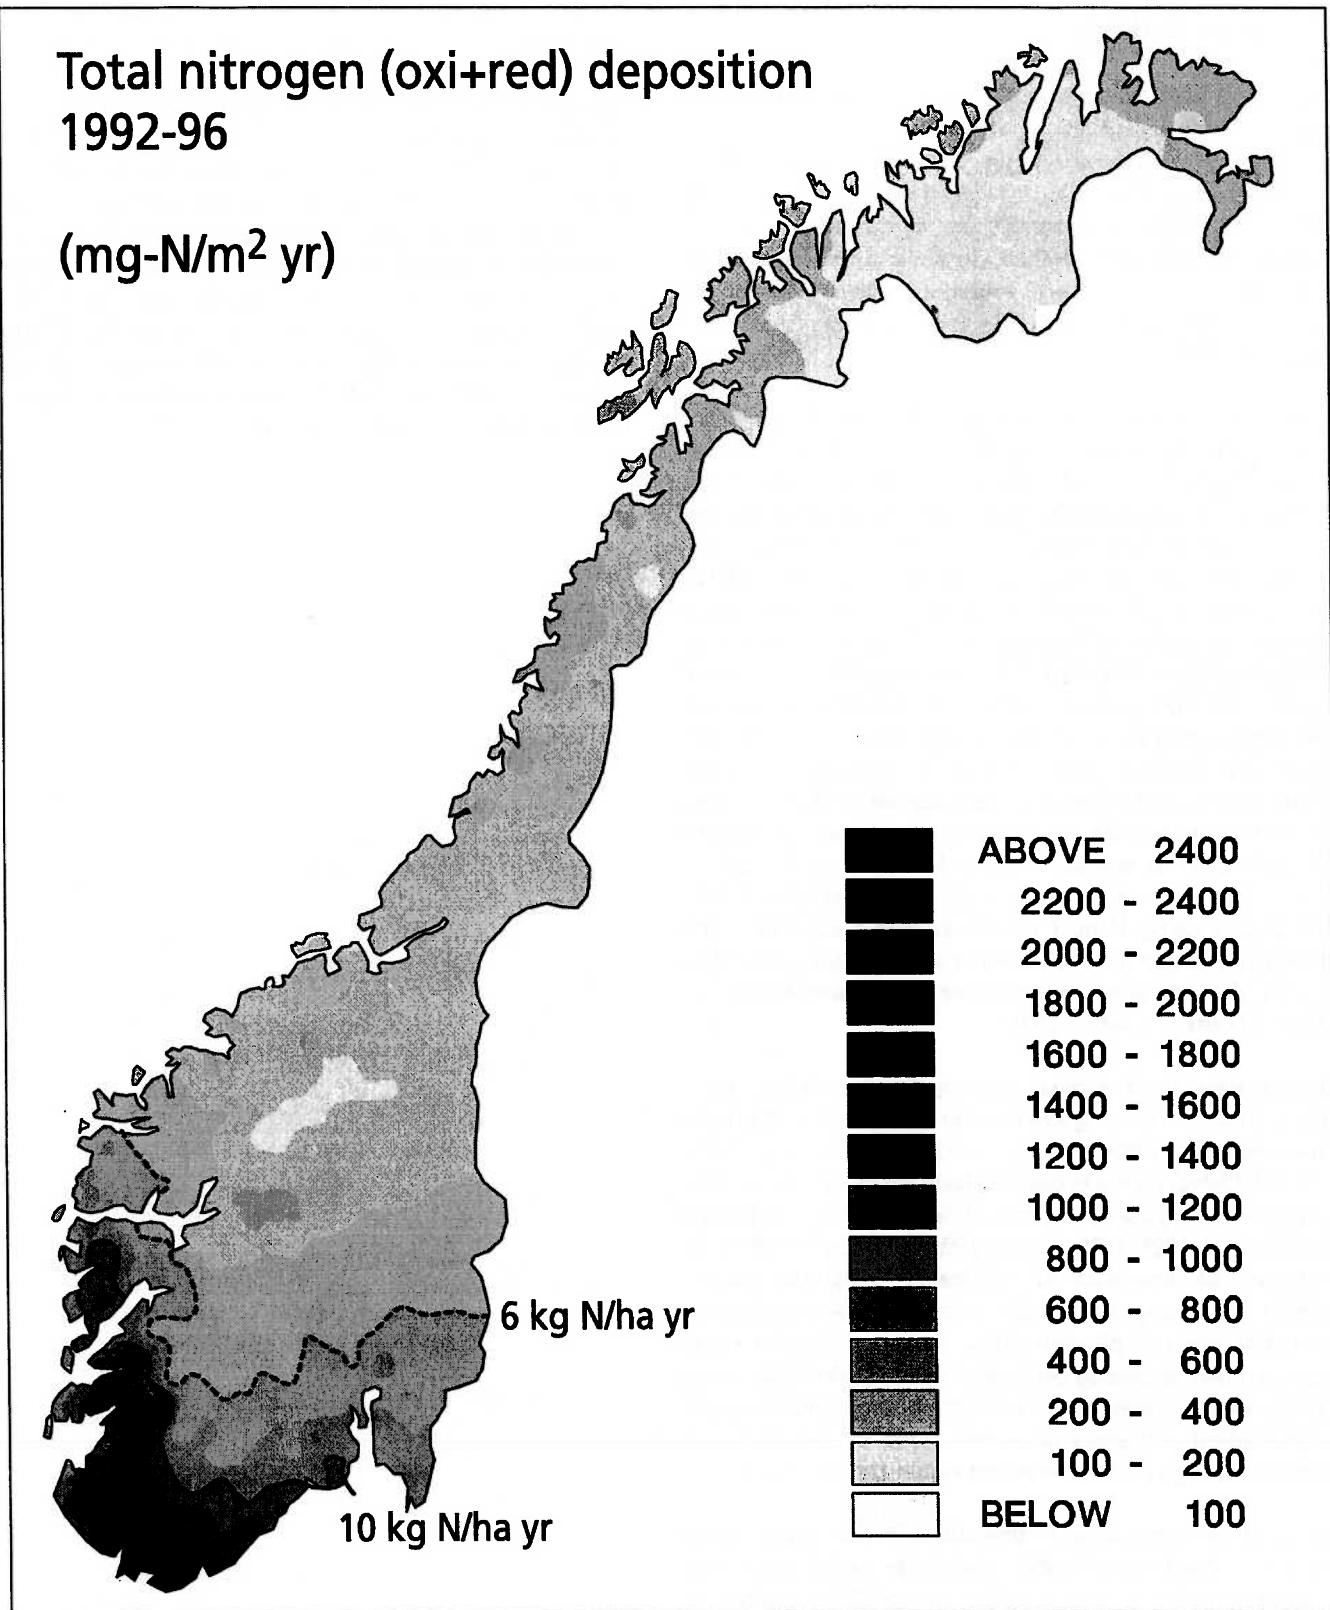 Total nitrogen (oxi+red) deposition
1992-96
(mg-N/m² yr)
ABOVE 2400
2200 - 2400
2000 - 2200
1800 - 2000
1600 - 1800
1400 - 1600
1200 - 1400
1000 - 1200
800 - 1000
600 - 800
400 - 600
200 - 400
100 - 200
BELOW 100
6 kg N/ha yr
10 kg N/ha yr